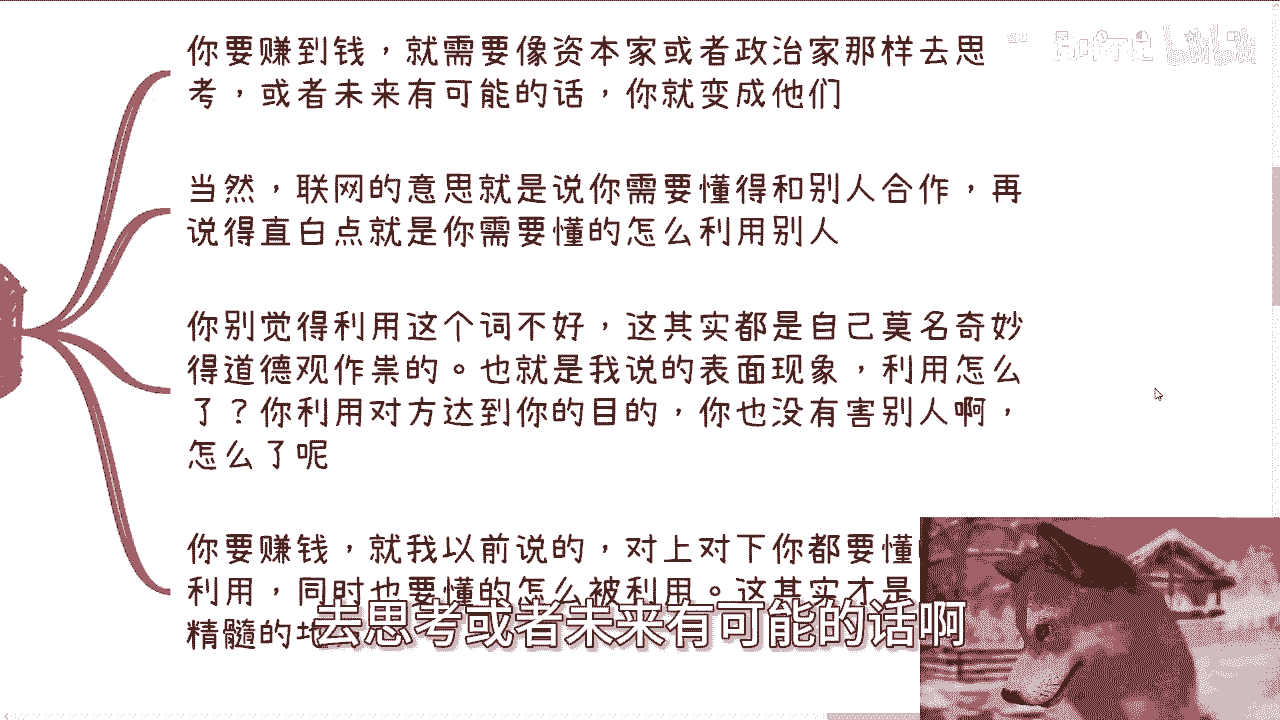 你要赚到钱，就需要像资本家或者政治家那样去思
考，或者未来有可能的话，你就变成他们
当然，联网的意思就是说你需要懂得和别人合作，再
说得直白点就是你需要懂的怎么利用别人
你别觉得利用这个词不好，这其实都是自己莫名奇妙
得道德观作祟的。也就是我说的表面现象，利用怎么
了？你利用对方达到你的目的，你也没有害别人啊，
怎么了呢
你要赚钱，就我以前说的，对上对下你都要懂
利用，同时也要懂的怎么被利用。这其实才是
精髓的地
去思考或者未来有可能的话啊